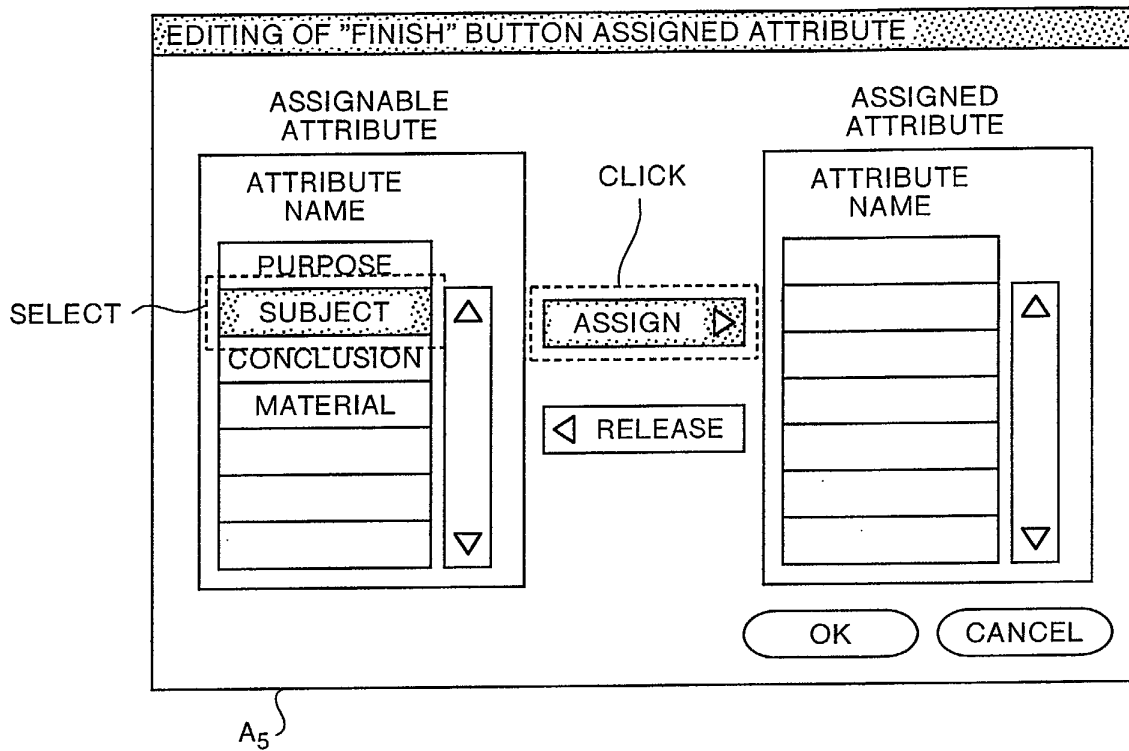 EDITING OF "FINISH" BUTTON ASSIGNED ATTRIBUTE
ASSIGNABLE
ATTRIBUTE
ATTRIBUTE
NAME
PURPOSE
SELECT
SUBJECT
CONCLUSION
MATERIAL
CLICK
ASSIGN
RELEASE
ASSIGNED
ATTRIBUTE
ATTRIBUTE
NAME
OK
CANCEL
A5